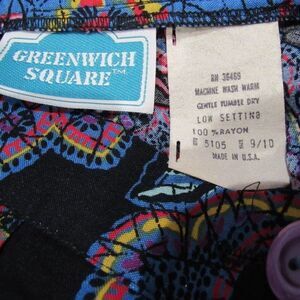 GREENWICH
SQUARE™
RN 36469
MACHINE WASH WARM
GENTLE TUMBLE DRY
LOW SETTING
100% RAYON
5105 9/10
MADE IN U.S.A.